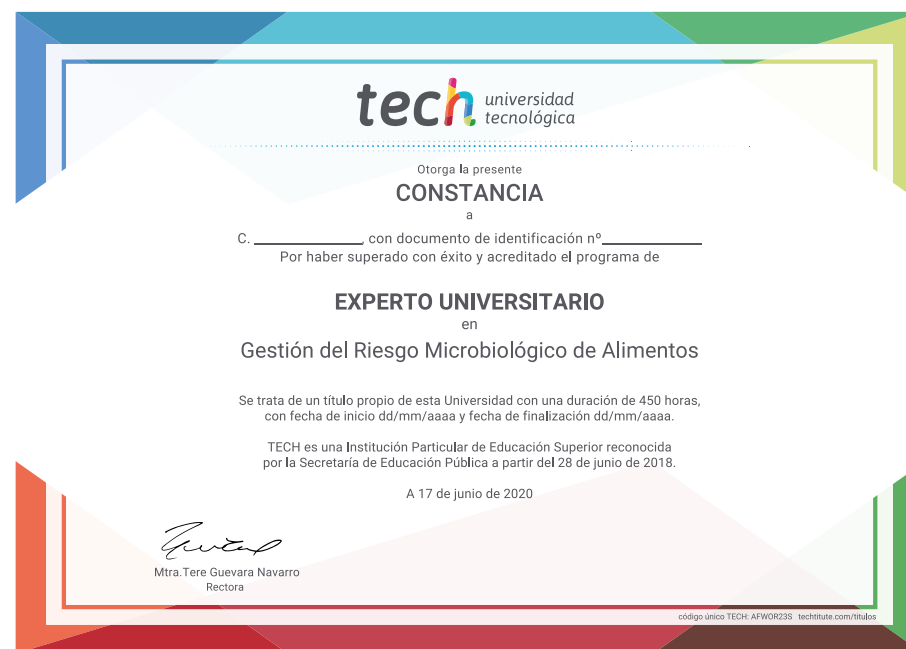 tech universidad
tecnológica
Otorga la presente
CONSTANCIA
a
C. ____________, con documento de identificación nº____________
Por haber superado con éxito y acreditado el programa de
EXPERTO UNIVERSITARIO
en
Gestión del Riesgo Microbiológico de Alimentos
Se trata de un título propio de esta Universidad con una duración de 450 horas,
con fecha de inicio dd/mm/aaaa y fecha de finalización dd/mm/aaaa.
TECH es una Institución Particular de Educación Superior reconocida
por la Secretaría de Educación Pública a partir del 28 de junio de 2018.
A 17 de junio de 2020
Mtra.Tere Guevara Navarro
Rectora
código único TECH: AFWOR23S techtitute.com/titulos